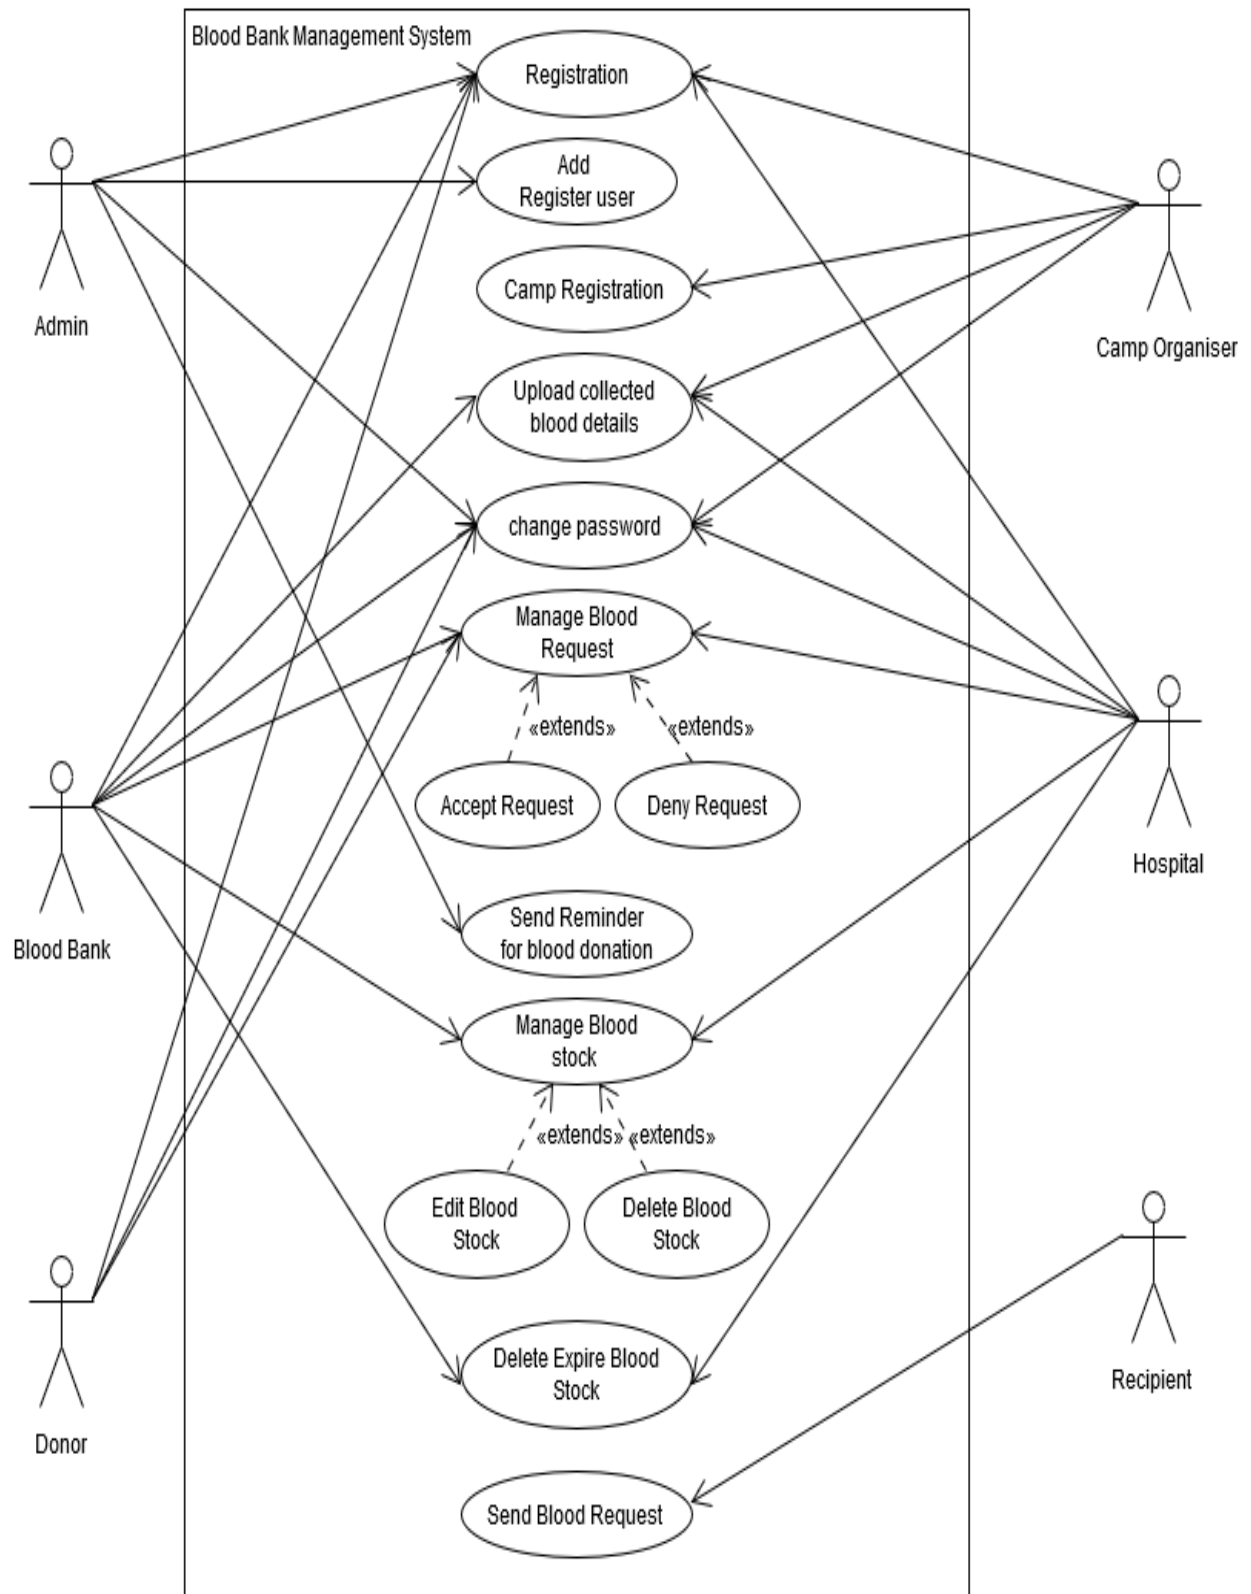 Blood Bank Management System
Registration
Add
Register user
Camp Registration
Admin
Camp Organiser
Upload collected
blood details
change password
Manage Blood
Request
«extends»
«extends»
Accept Request
Deny Request
Hospital
Blood Bank
Send Reminder
for blood donation
Manage Blood
stock
«extends»
«extends»
Edit Blood
Stock
Delete Blood
Stock
Delete Expire Blood
Stock
Recipient
Donor
Send Blood Request